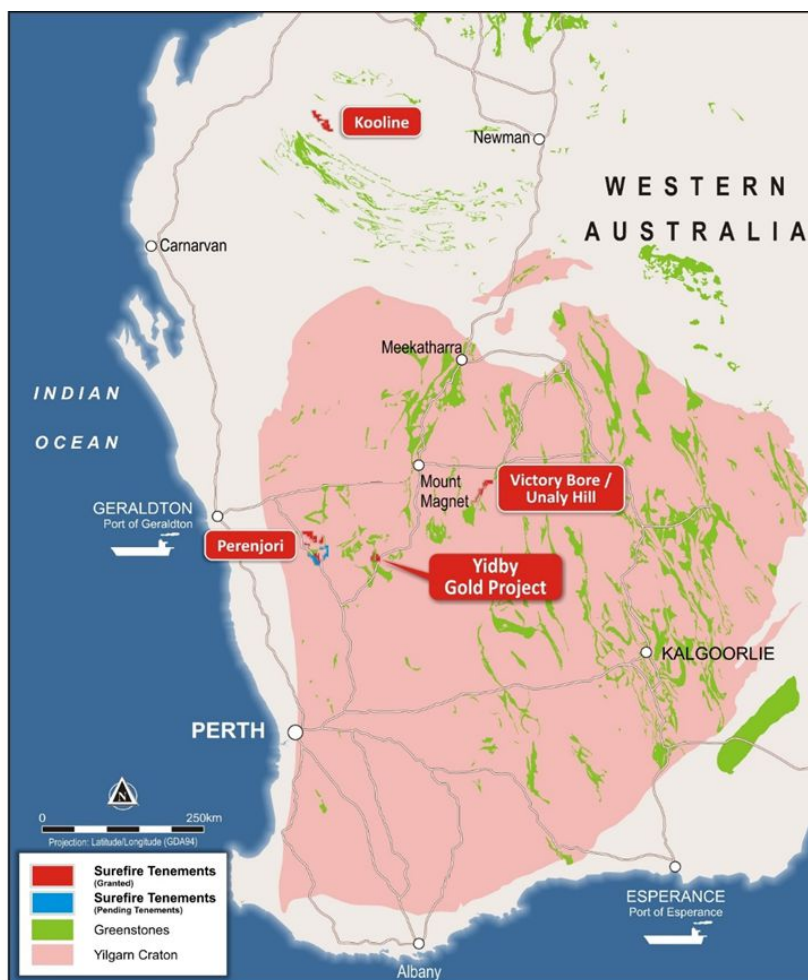 Kooline
Newman
WESTERN
AUSTRALIA
Carnarvon
Meekatharra
INDIAN
OCEAN
Mount
Magnet
Victory Bore /
Unaly Hill
GERALDTON
Port of Geraldton
Perenjori
Yidby
Gold Project
KALGOORLIE
PERTH
N
0
250km
Projection: Latitude/Longitude (GDA94)
Surefire Tenements
(Granted)
Surefire Tenements
(Pending Tenements)
Greenstones
Yilgarn Craton
ESPERANCE
Port of Esperance
Albany